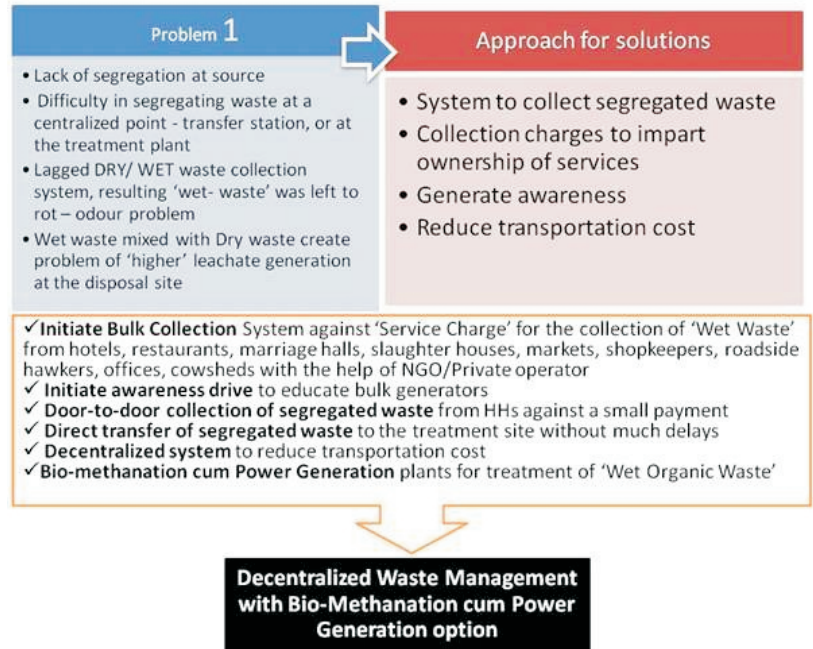 Problem 1
• Lack of segregation at source
• Difficulty in segregating waste at a
centralized point - transfer station, or at
the treatment plant
• Lagged DRY/ WET waste collection
system, resulting 'wet- waste' was left to
rot – odour problem
• Wet waste mixed with Dry waste create
problem of 'higher' leachate generation
at the disposal site
Approach for solutions
• System to collect segregated waste
• Collection charges to impart
ownership of services
• Generate awareness
• Reduce transportation cost
✓Initiate Bulk Collection System against 'Service Charge' for the collection of 'Wet Waste'
from hotels, restaurants, marriage halls, slaughter houses, markets, shopkeepers, roadside
hawkers, offices, cowsheds with the help of NGO/Private operator
✓ Initiate awareness drive to educate bulk generators
✓ Door-to-door collection of segregated waste from HHs against a small payment
✓ Direct transfer of segregated waste to the treatment site without much delays
✓ Decentralized system to reduce transportation cost
✓Bio-methanation cum Power Generation plants for treatment of 'Wet Organic Waste'
Decentralized Waste Management
with Bio-Methanation cum Power
Generation option